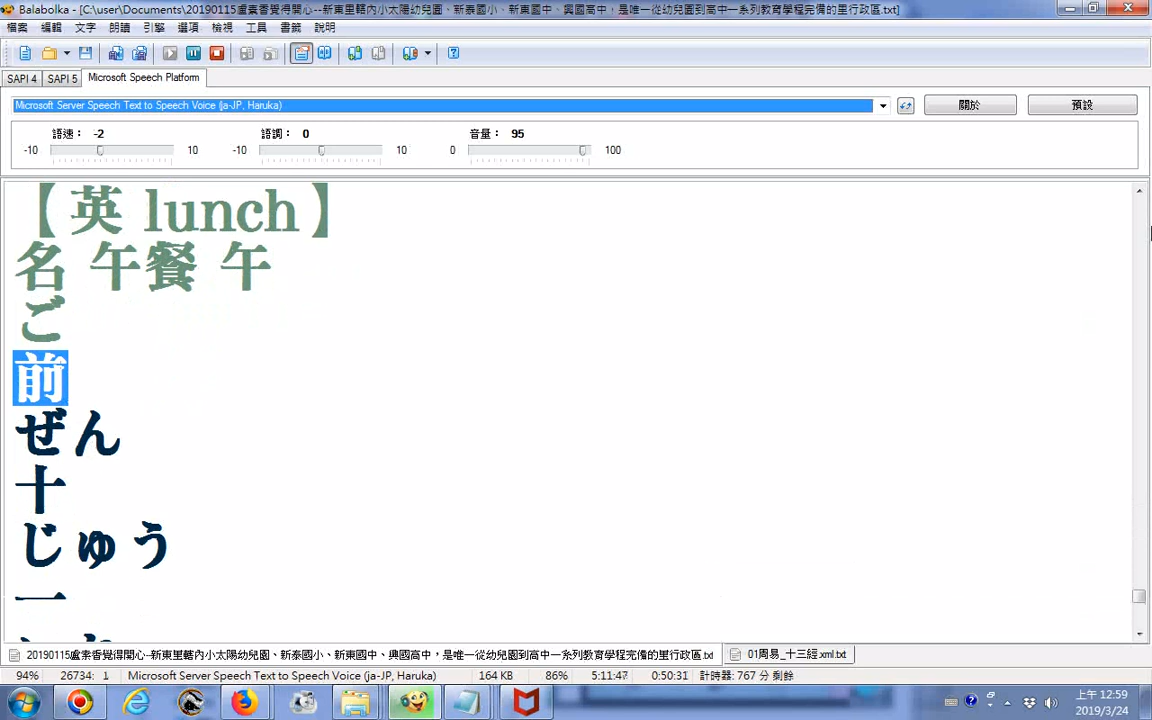 Balabolka - [C:\user\Documents\20190115盧素香覺得開心--新東里轄內小太陽幼兒園、新泰國小、新東國中、興國高中，是唯一從幼兒園到高中一系列教育學程完備的里行政區.txt]
檔案 編輯 文字 朗讀 引擎 選項 檢視 工具 書籤 說明
SAPI 4 SAPI 5 Microsoft Speech Platform
Microsoft Server Speech Text to Speech Voice (ja-JP, Haruka) 關於 預設
語速： -2 語調： 0 音量： 95
-10 10 -10 10 0 100
【英 lunch】
名 午餐 午
ご
前
ぜん
十
じゅう
一
20190115盧素香覺得開心--新東里轄內小太陽幼兒園、新泰國小、新東國中、興國高中，是唯一從幼兒園到高中一系列教育學程完備的里行政區.txt 01周易_十三經.xml.txt
94% 26734: 1 Microsoft Server Speech Text to Speech Voice (ja-JP, Haruka) 164 KB 86% 5:11:47 0:50:31 計時器: 767 分 剩餘
上午 12:59
2019/3/24